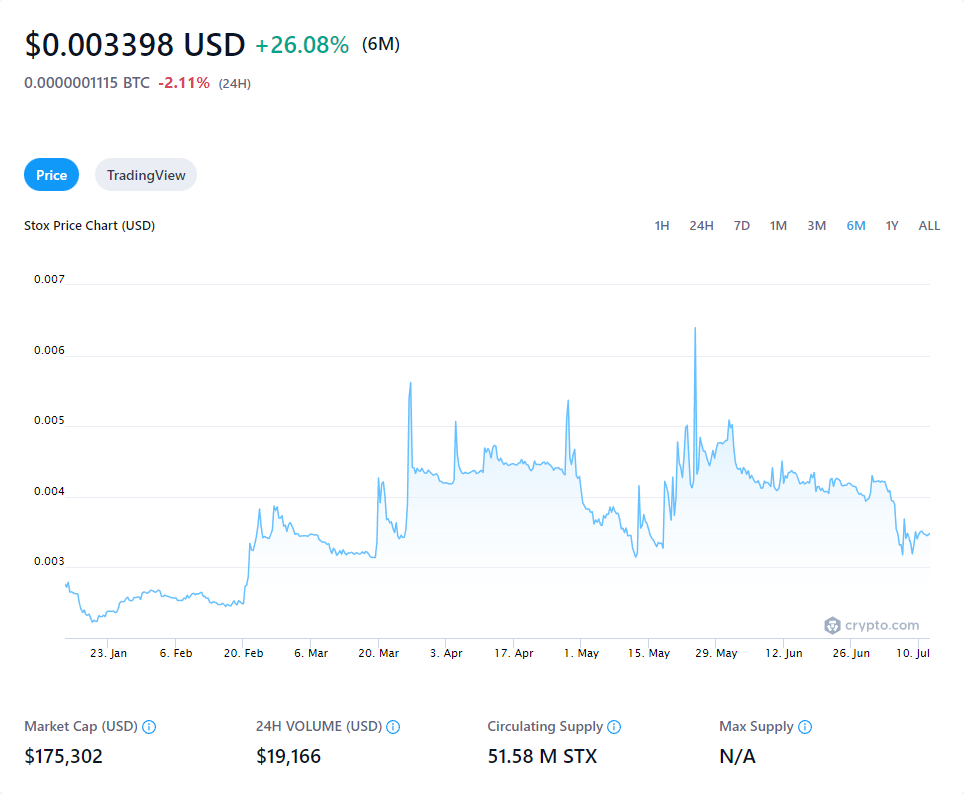 $0.003398 USD +26.08% (6M)
0.0000001115 BTC -2.11% (24H)
Price TradingView
Stox Price Chart (USD) 1H 24H 7D 1M 3M 6M 1Y ALL
0.007
0.006
0.005
0.004
0.003
crypto.com
23. Jan 6. Feb 20. Feb 6. Mar 20. Mar 3. Apr 17. Apr 1. May 15. May 29. May 12. Jun 26. Jun 10. Jul
Market Cap (USD) 24H VOLUME (USD) Circulating Supply Max Supply
$175,302 $19,166 51.58 M STX N/A